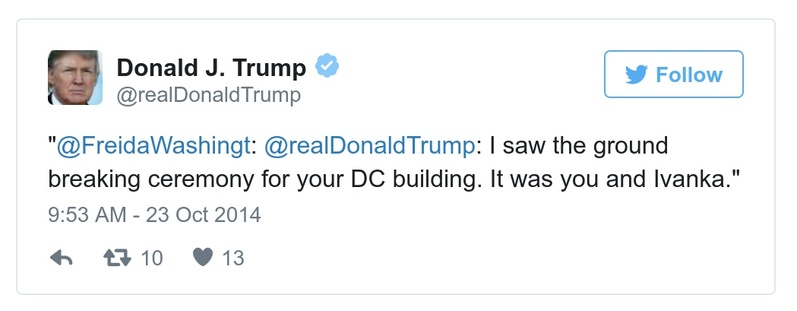 Donald J. Trump
@realDonaldTrump
Follow
"@FreidaWashingt: @realDonaldTrump: I saw the ground
breaking ceremony for your DC building. It was you and Ivanka."
9:53 AM - 23 Oct 2014
10 13